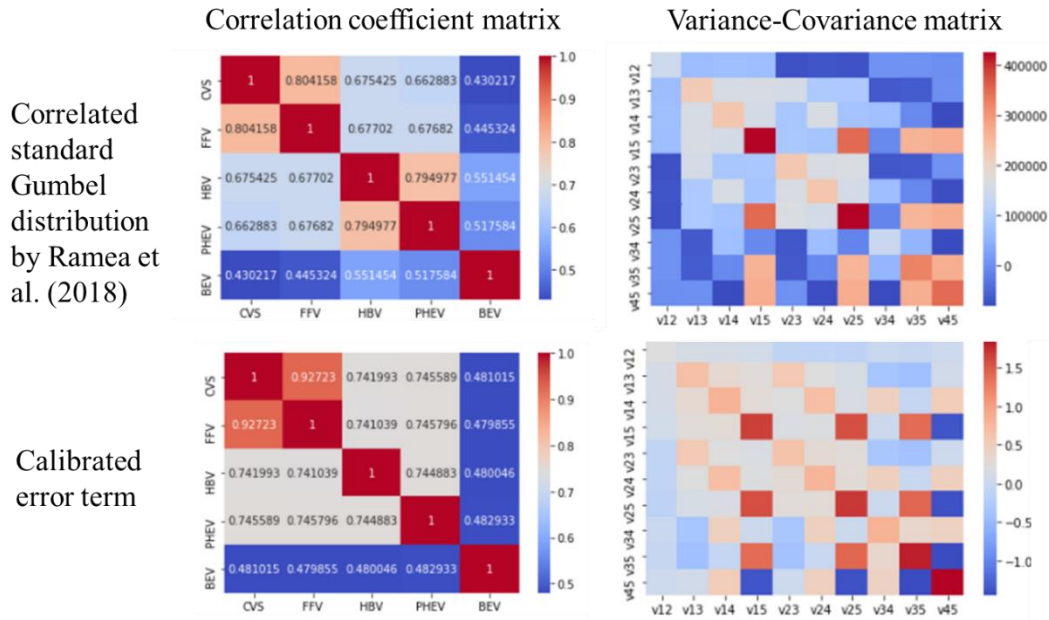 Correlation coefficient matrix
Variance-Covariance matrix
Correlated
standard
Gumbel
distribution
by Ramea et
al. (2018)
CVS 1 0.804158 0.675425 0.662883 0.430217
FFV 0.804158 1 0.67702 0.67682 0.445324
HBV 0.675425 0.67702 1 0.794977 0.551454
PHEV 0.662883 0.67682 0.794977 1 0.517584
BEV 0.430217 0.445324 0.551454 0.517584 1
CVS FFV HBV PHEV BEV
1.0
0.9
0.8
0.7
0.6
0.5
v12
v13
v14
v15
v23
v24
v25
v34
v35
v45
v12 v13 v14 v15 v23 v24 v25 v34 v35 v45
400000
300000
200000
100000
0
Calibrated
error term
CVS 1 0.92723 0.741993 0.745589 0.481015
FFV 0.92723 1 0.741039 0.745796 0.479855
HBV 0.741993 0.741039 1 0.744883 0.480046
PHEV 0.745589 0.745796 0.744883 1 0.482933
BEV 0.481015 0.479855 0.480046 0.482933 1
CVS FFV HBV PHEV BEV
1.0
0.9
0.8
0.7
0.6
0.5
v12
v13
v14
v15
v23
v24
v25
v34
v35
v45
v12 v13 v14 v15 v23 v24 v25 v34 v35 v45
1.5
1.0
0.5
0.0
−0.5
−1.0